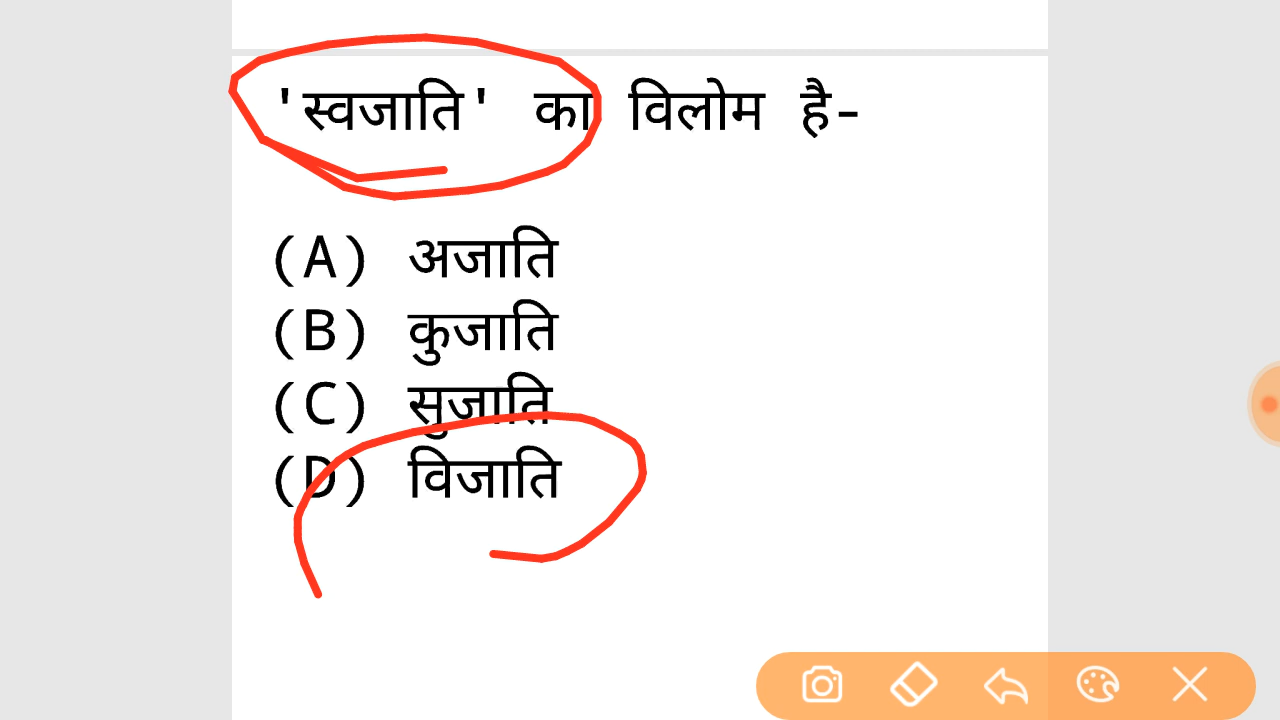 'स्वजाति' का विलोम है-
(A) अजाति
(B) कुजाति
(C) सुजाति
(D) विजाति